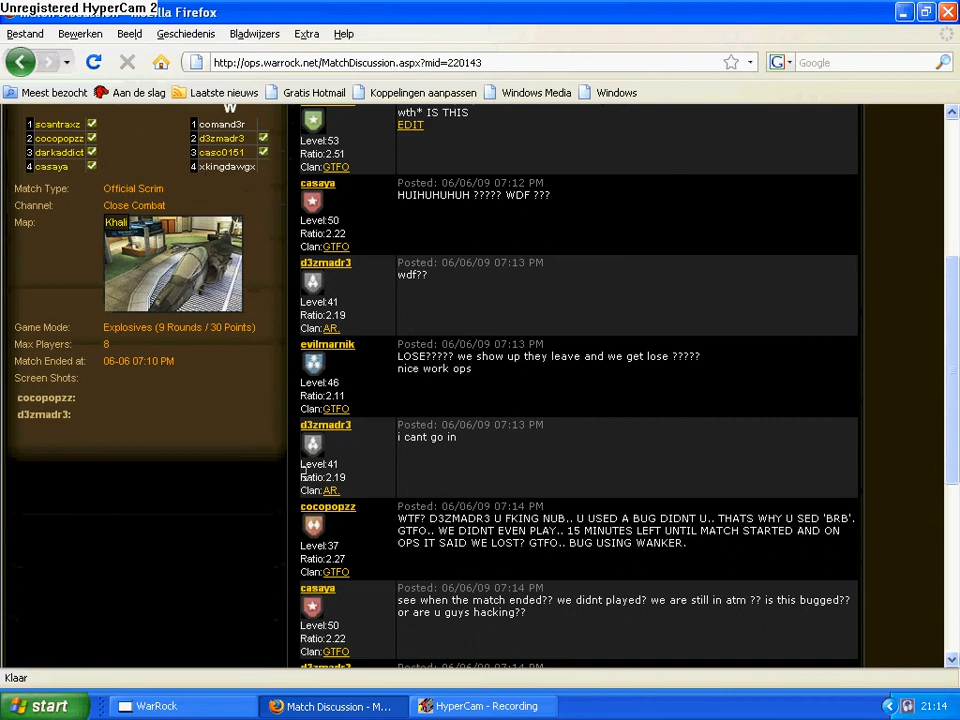 Unregistered HyperCam 2
Match Discussion - Mozilla Firefox
Bestand Bewerken Beeld Geschiedenis Bladwijzers Extra Help
http://ops.warrock.net/MatchDiscussion.aspx?mid=220143
Google
Meest bezocht Aan de slag Laatste nieuws Gratis Hotmail Koppelingen aanpassen Windows Media Windows
W
1 scantraxz 1 comand3r
2 cocopopzz 2 d3zmadr3
3 darkaddict 3 casc0151
4 casaya 4 xkingdawgx
Match Type: Official Scrim
Channel: Close Combat
Map: Khali
Game Mode: Explosives (9 Rounds / 30 Points)
Max Players: 8
Match Ended at: 06-06 07:10 PM
Screen Shots:
cocopopzz:
d3zmadr3:
wth* IS THIS
EDIT
Level:53
Ratio:2.51
Clan:GTFO
casaya
Posted: 06/06/09 07:12 PM
HUIHUHUHUH ????? WDF ???
Level:50
Ratio:2.22
Clan:GTFO
d3zmadr3
Posted: 06/06/09 07:13 PM
wdf??
Level:41
Ratio:2.19
Clan:AR.
evilmarnik
Posted: 06/06/09 07:13 PM
LOSE????? we show up they leave and we get lose ?????
nice work ops
Level:46
Ratio:2.11
Clan:GTFO
d3zmadr3
Posted: 06/06/09 07:13 PM
i cant go in
Level:41
Ratio:2.19
Clan:AR.
cocopopzz
Posted: 06/06/09 07:14 PM
WTF? D3ZMADR3 U FKING NUB.. U USED A BUG DIDNT U.. THATS WHY U SED 'BRB'.
GTFO.. WE DIDNT EVEN PLAY.. 15 MINUTES LEFT UNTIL MATCH STARTED AND ON
OPS IT SAID WE LOST? GTFO.. BUG USING WANKER.
Level:37
Ratio:2.27
Clan:GTFO
casaya
Posted: 06/06/09 07:14 PM
see when the match ended?? we didnt played? we are still in atm ?? is this bugged??
or are u guys hacking??
Level:50
Ratio:2.22
Clan:GTFO
d3zmadr3
Posted: 06/06/09 07:14 PM
Klaar
start WarRock Match Discussion - M... HyperCam - Recording 21:14